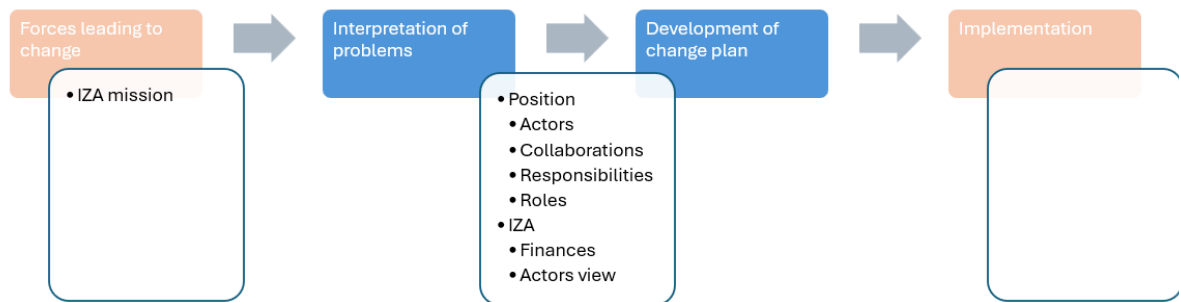 Forces leading to
change
Interpretation of
problems
Development of
change plan
Implementation
• IZA mission
• Position
• Actors
• Collaborations
• Responsibilities
• Roles
• IZA
• Finances
• Actors view